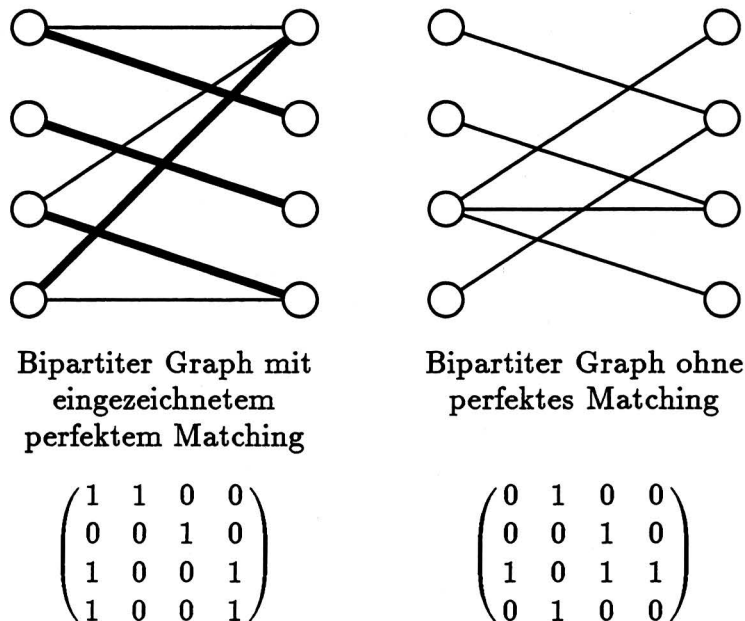 Bipartiter Graph mit
eingezeichnetem
perfektem Matching
Bipartiter Graph ohne
perfektes Matching
1 1 0 0
0 0 1 0
1 0 0 1
1 0 0 1
0 1 0 0
0 0 1 0
1 0 1 1
0 1 0 0